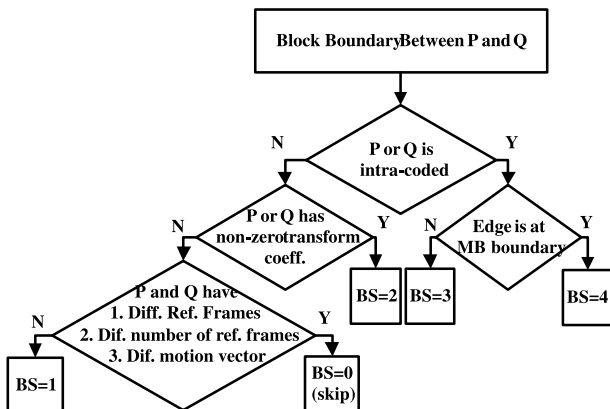 Block BoundaryBetween P and Q
N
Y
P or Q is
intra-coded
N
P or Q has
non-zerotransform
coeff.
Y
N
Edge is at
MB boundary
Y
BS=2
BS=3
BS=4
P and Q have
1. Diff. Ref. Frames
2. Dif. number of ref. frames
3. Dif. motion vector
N
Y
BS=1
BS=0
(skip)